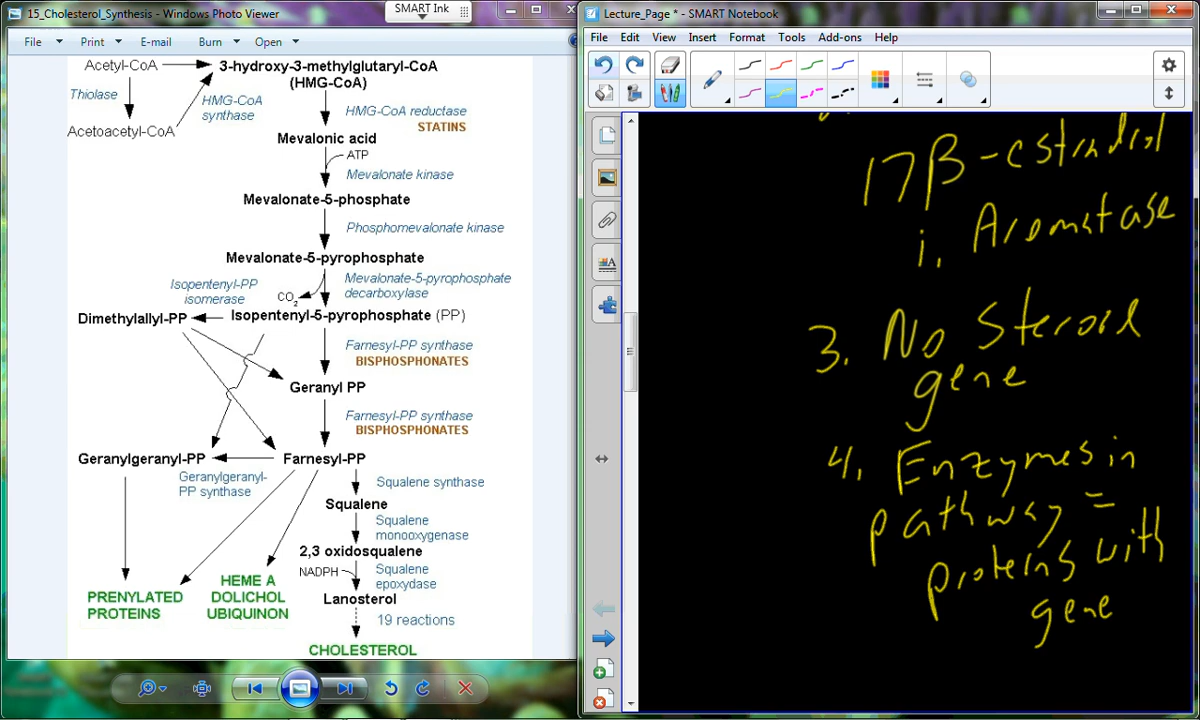 15_Cholesterol_Synthesis - Windows Photo Viewer
SMART Ink
File Print E-mail Burn Open
Acetyl-CoA
3-hydroxy-3-methylglutaryl-CoA
(HMG-CoA)
Thiolase
HMG-CoA
synthase
HMG-CoA reductase
STATINS
Acetoacetyl-CoA
Mevalonic acid
ATP
Mevalonate kinase
Mevalonate-5-phosphate
Phosphomevalonate kinase
Mevalonate-5-pyrophosphate
Isopentenyl-PP
isomerase
CO2
Mevalonate-5-pyrophosphate
decarboxylase
Dimethylallyl-PP
Isopentenyl-5-pyrophosphate (PP)
Farnesyl-PP synthase
BISPHOSPHONATES
Geranyl PP
Farnesyl-PP synthase
BISPHOSPHONATES
Geranylgeranyl-PP
Farnesyl-PP
Geranylgeranyl-
PP synthase
Squalene synthase
Squalene
Squalene
monooxygenase
2,3 oxidosqualene
NADPH
Squalene
epoxydase
PRENYLATED
PROTEINS
HEME A
DOLICHOL
UBIQUINON
Lanosterol
19 reactions
CHOLESTEROL
Lecture_Page * - SMART Notebook
File Edit View Insert Format Tools Add-ons Help
17β-estradiol
i. Aromatase
3. No Steroid
gene
4. Enzymes in
pathway =
proteins with
gene